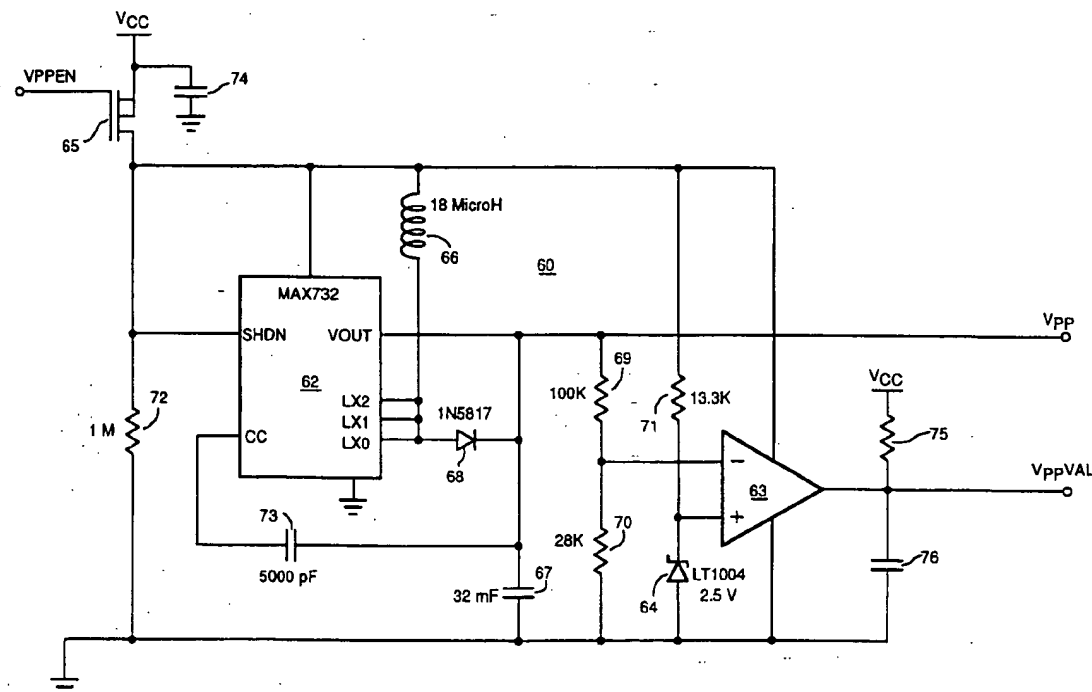 VCC
VPPEN
74
65
18 MicroH
66
60
MAX732
SHDN
VOUT
VPP
62
69
VCC
72
1 M
LX2
LX1
LX0
1N5817
100K
13.3K
71
75
CC
68
63
VPPVAL
73
5000 pF
70
28K
67
32 mF
64
LT1004
2.5 V
76